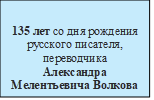 135 лет со дня рождения
русского писателя,
переводчика
Александра
Мелентьевича Волкова